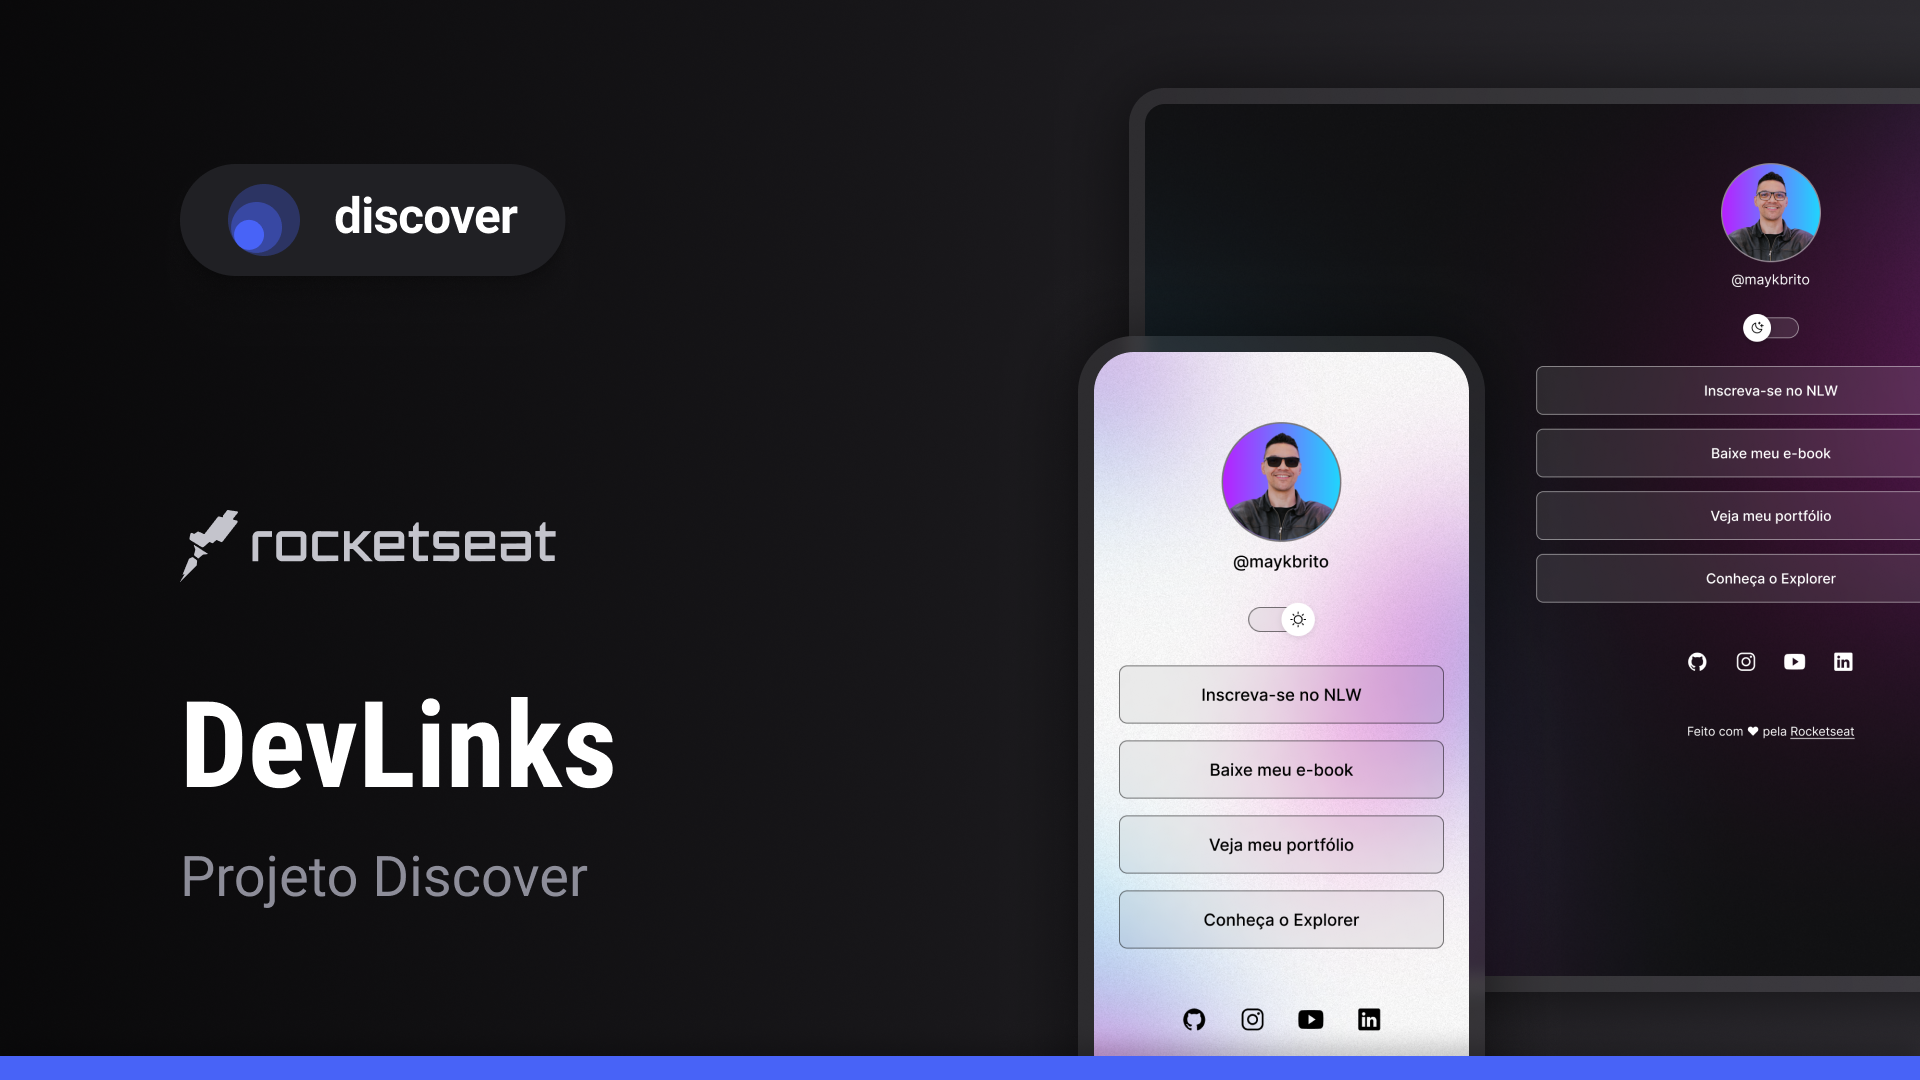 discover
rocketseat
DevLinks
Projeto Discover
@maykbrito
Inscreva-se no NLW
Baixe meu e-book
Veja meu portfólio
Conheça o Explorer
@maykbrito
Inscreva-se no NLW
Baixe meu e-book
Veja meu portfólio
Conheça o Explorer
Feito com ♥ pela Rocketseat